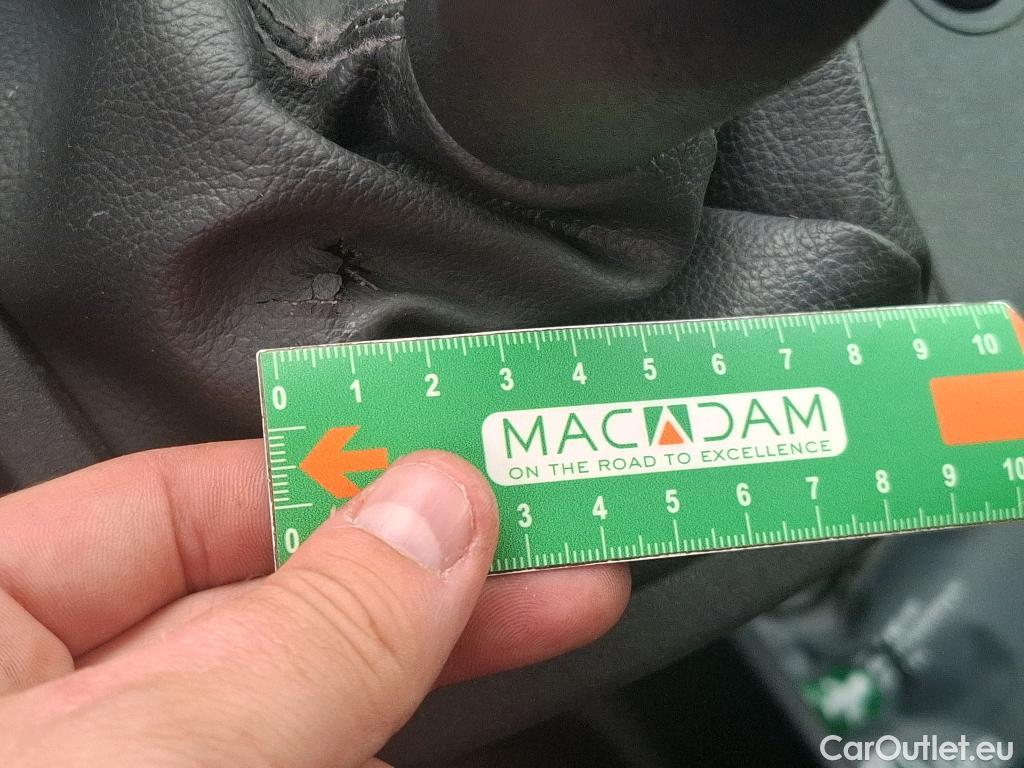 0 1 2 3 4 5 6 7 8 9 10
MACADAM
ON THE ROAD TO EXCELLENCE
0 3 4 5 6 7 8 9 10
CarOutlet.eu